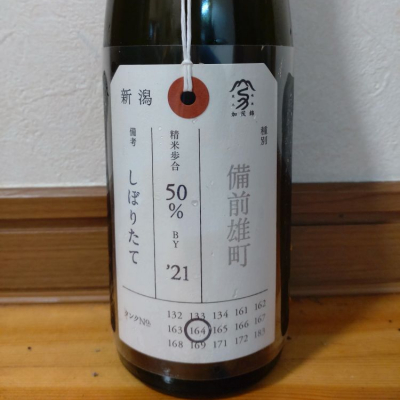 新潟
加茂錦
種別
備前雄町
精米歩合
50%
BY
'21
備考
しぼりたて
タンクNo.
132 133 134 161 162
163 164 165 166 167
168 169 171 172 183